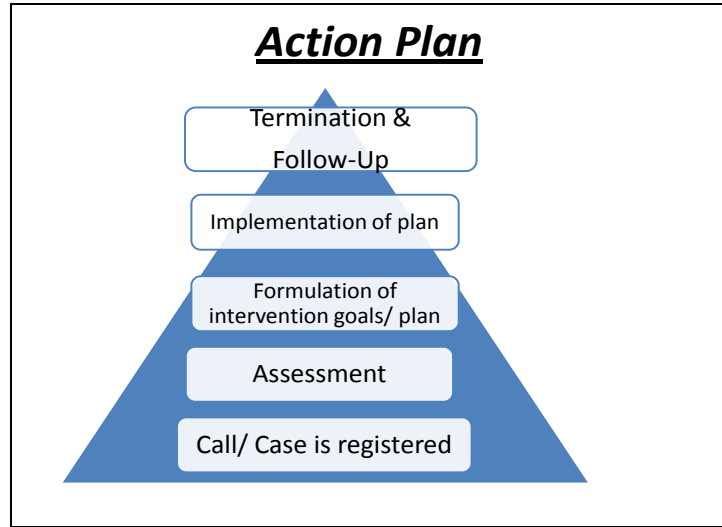 Action Plan
Termination &
Follow-Up
Implementation of plan
Formulation of
intervention goals/ plan
Assessment
Call/ Case is registered